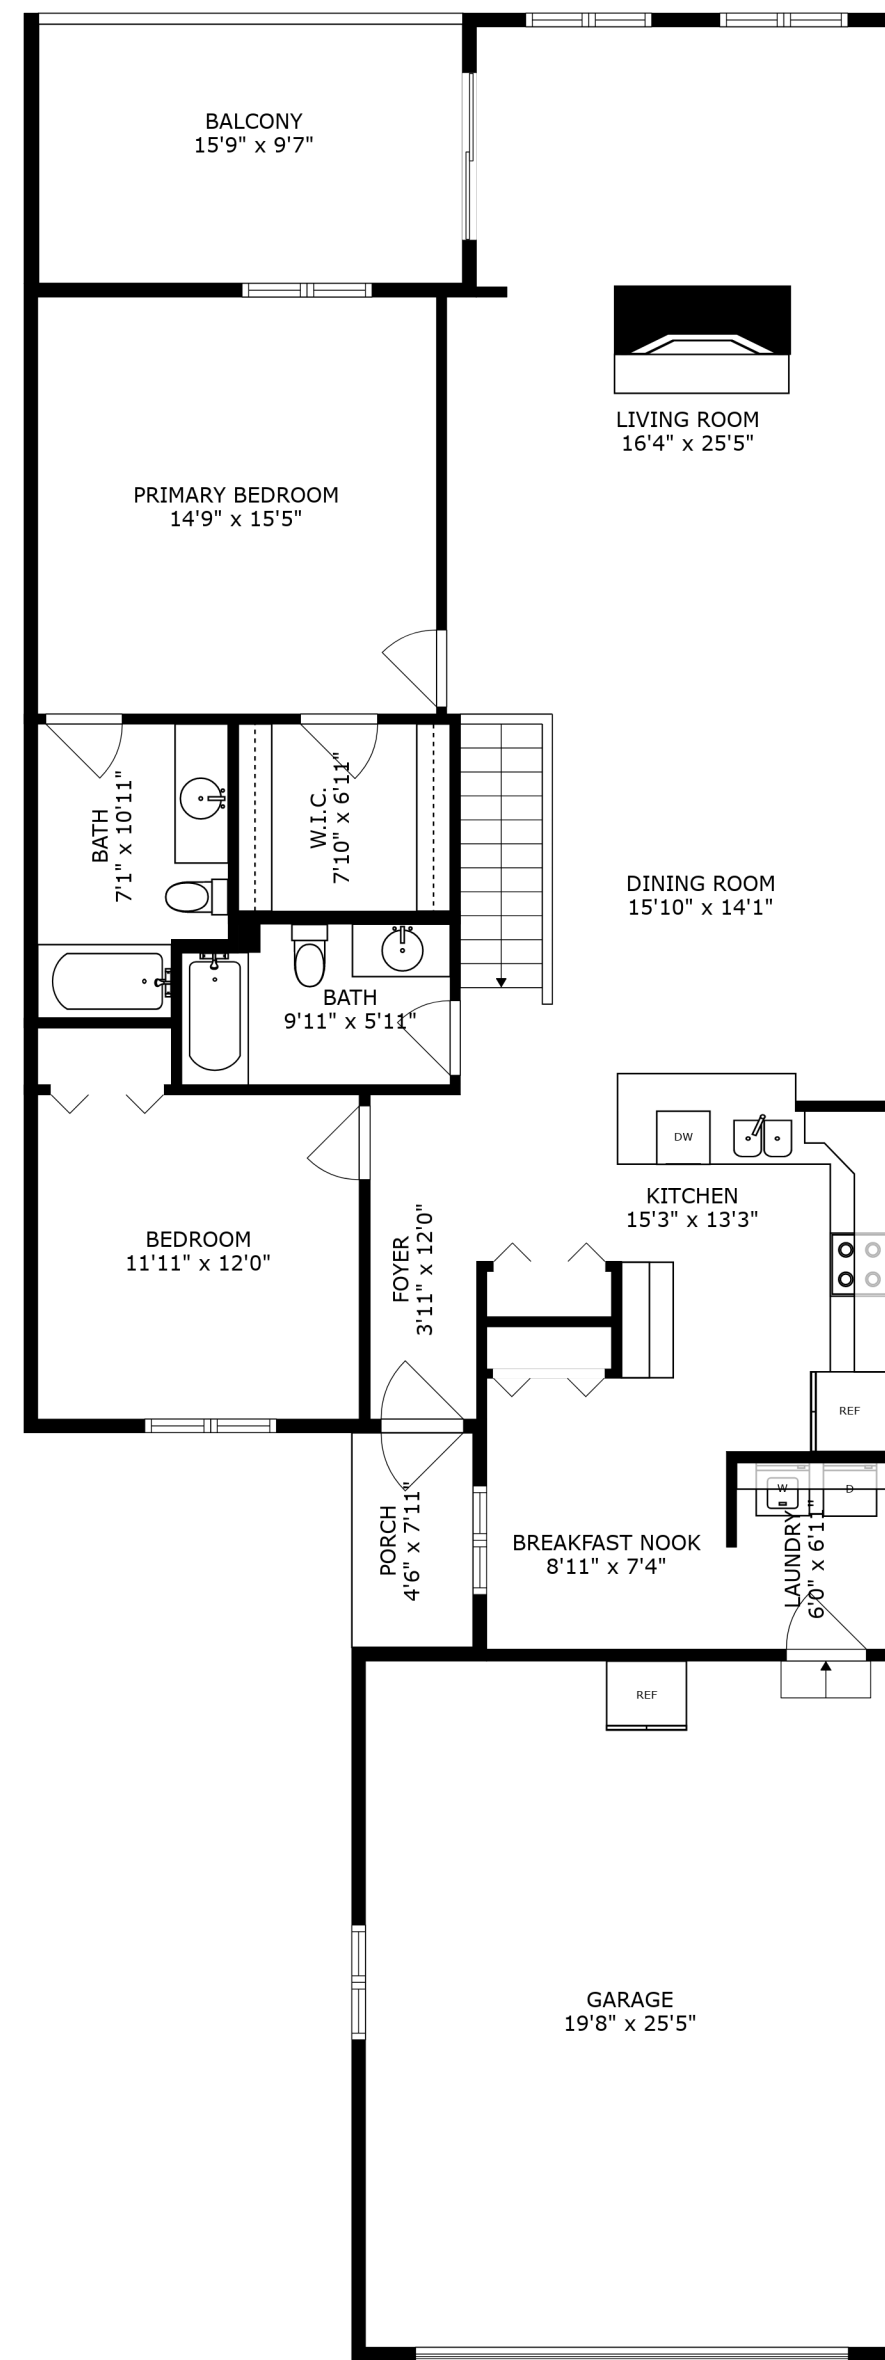 BALCONY
15'9" x 9'7"
LIVING ROOM
16'4" x 25'5"
PRIMARY BEDROOM
14'9" x 15'5"
BATH
7'1" x 10'11"
W.I.C.
7'10" x 6'11"
DINING ROOM
15'10" x 14'1"
BATH
9'11" x 5'11"
DW
KITCHEN
15'3" x 13'3"
BEDROOM
11'11" x 12'0"
FOYER
3'11" x 12'0"
REF
W
D
PORCH
4'6" x 7'11"
BREAKFAST NOOK
8'11" x 7'4"
LAUNDRY
6'0" x 6'11"
REF
GARAGE
19'8" x 25'5"